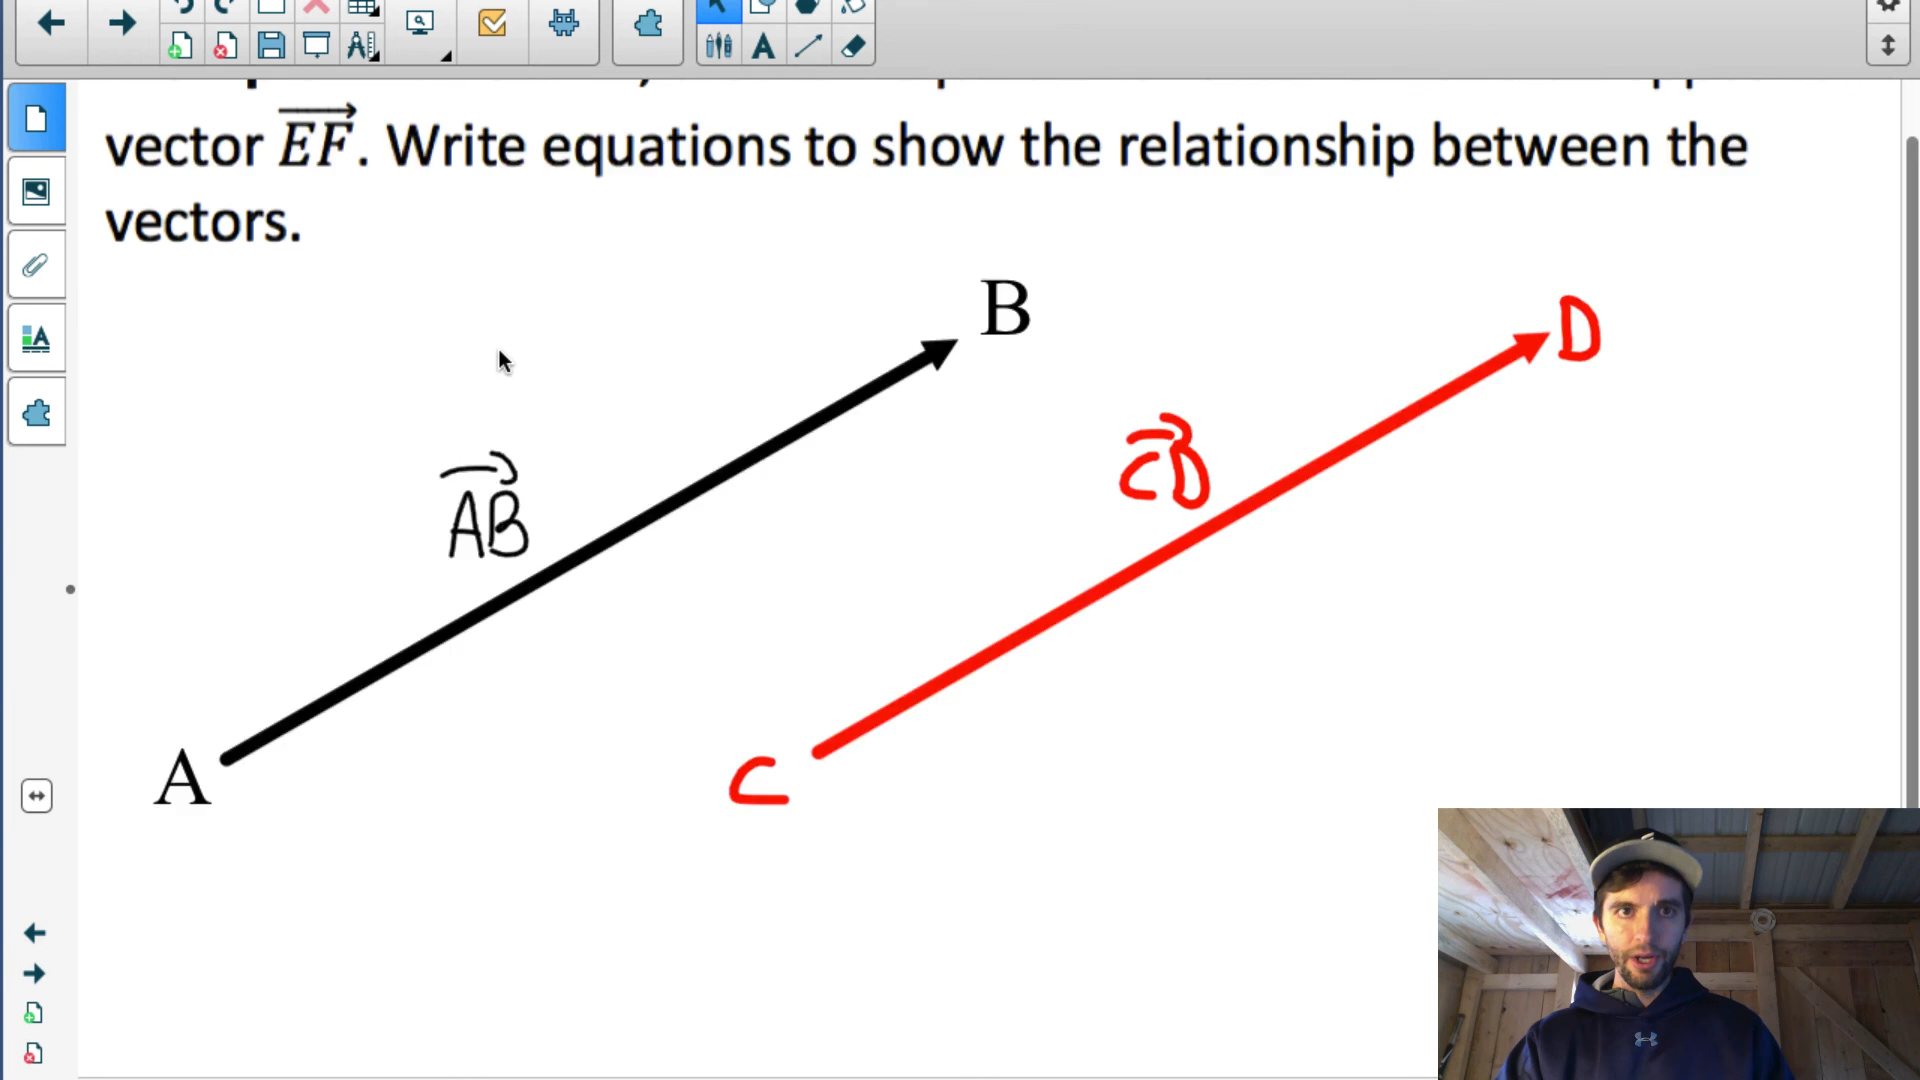 vector EF. Write equations to show the relationship between the
vectors.
B
D
CD
AB
A
C